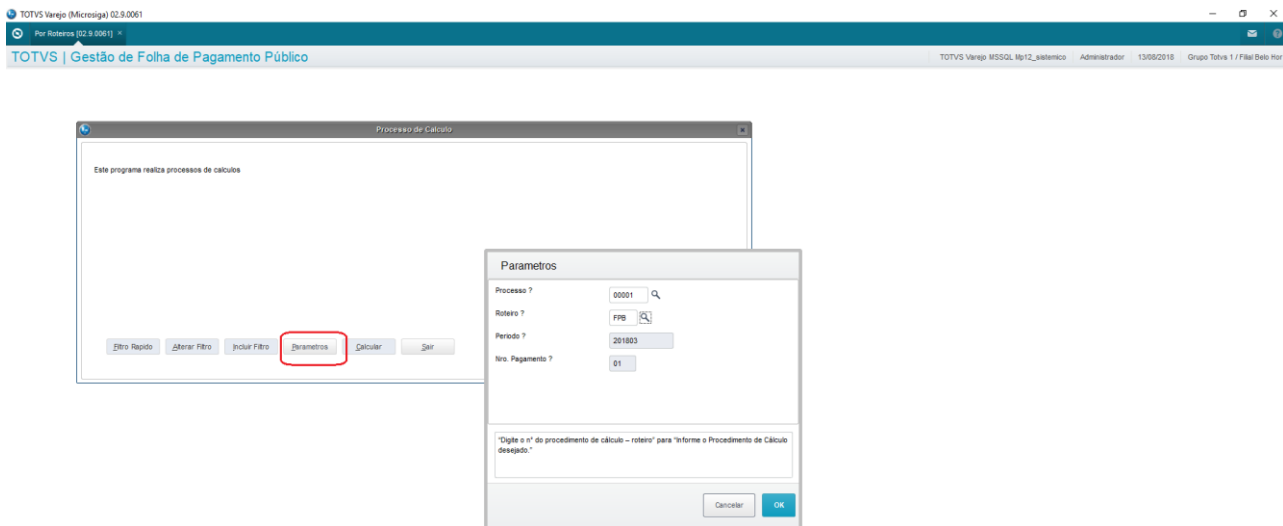 TOTVS Varejo (Microsiga) 02.9.0061
Por Roteiros [02.9.0061] ×
TOTVS | Gestão de Folha de Pagamento Público
TOTVS Varejo MSSQL Mp12_sistemico Administrador 13/08/2018 Grupo Totvs 1 / Filial Belo Hor
Processo de Calculo
Este programa realiza processos de calculos
Filtro Rapido Alterar Filtro Incluir Filtro Parametros Calcular Sair
Parametros
Processo ? 00001
Roteiro ? FPB
Periodo ? 201803
Nro. Pagamento ? 01
"Digite o n° do procedimento de cálculo – roteiro" para "Informe o Procedimento de Cálculo
desejado."
Cancelar OK